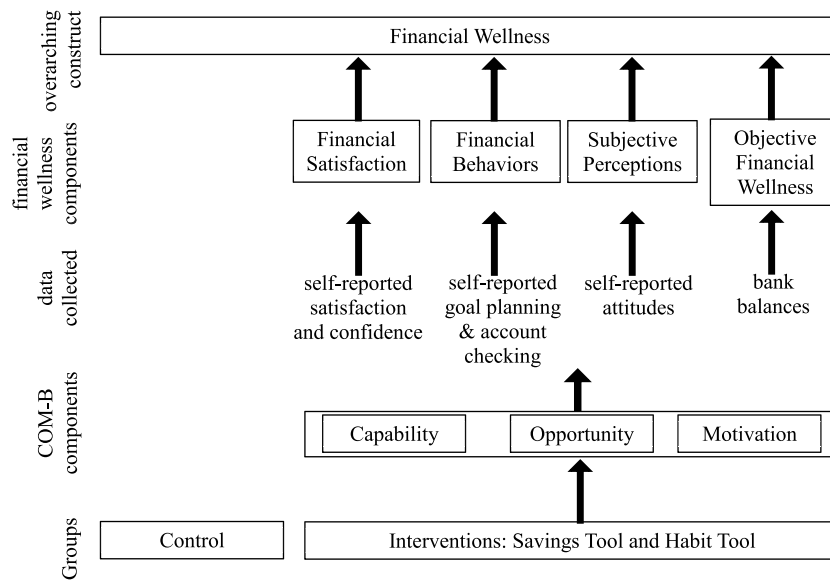 overarching
construct
Financial Wellness
financial
wellness
components
Financial
Satisfaction
Financial
Behaviors
Subjective
Perceptions
Objective
Financial
Wellness
data
collected
self-reported
satisfaction
and confidence
self-reported
goal planning
& account
checking
self-reported
attitudes
bank
balances
COM-B
components
Capability
Opportunity
Motivation
Groups
Control
Interventions: Savings Tool and Habit Tool